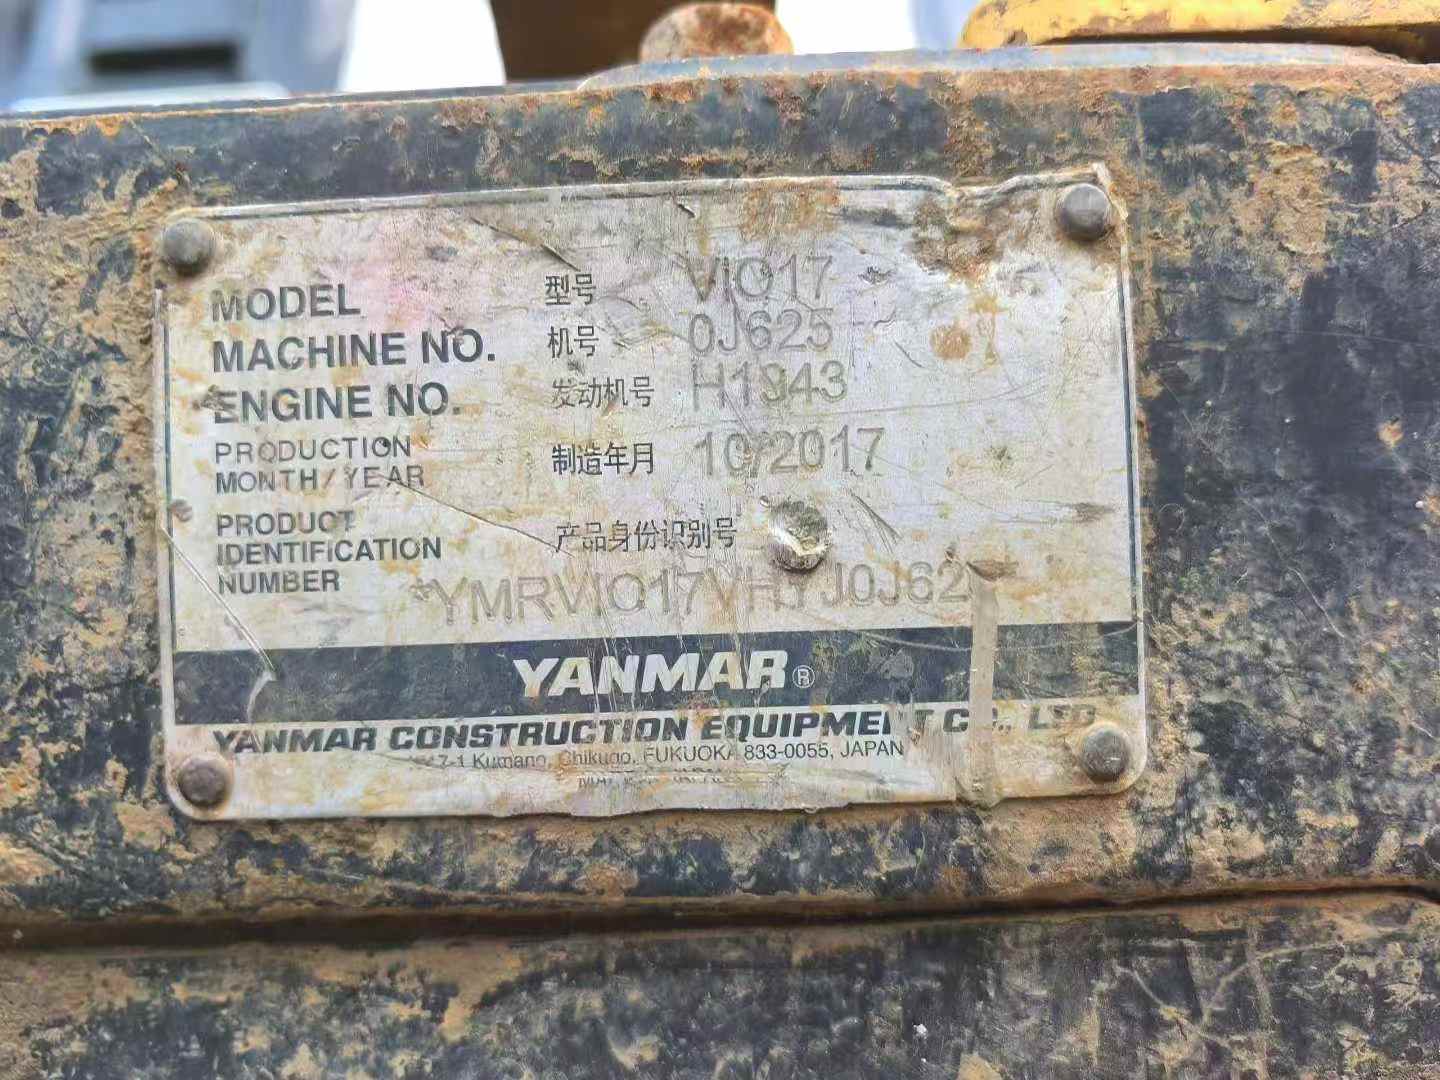 MODEL 型号 VIO17
MACHINE NO. 机号 0J625
ENGINE NO. 发动机号
PRODUCTION
MONTH/YEAR 制造年月 10/2017
PRODUCT
IDENTIFICATION 产品身份识别号
NUMBER
YANMAR®
YANMAR CONSTRUCTION EQUIPMENT CO., LTD
Kumano, Chikugo, FUKUOKA 833-0055, JAPAN